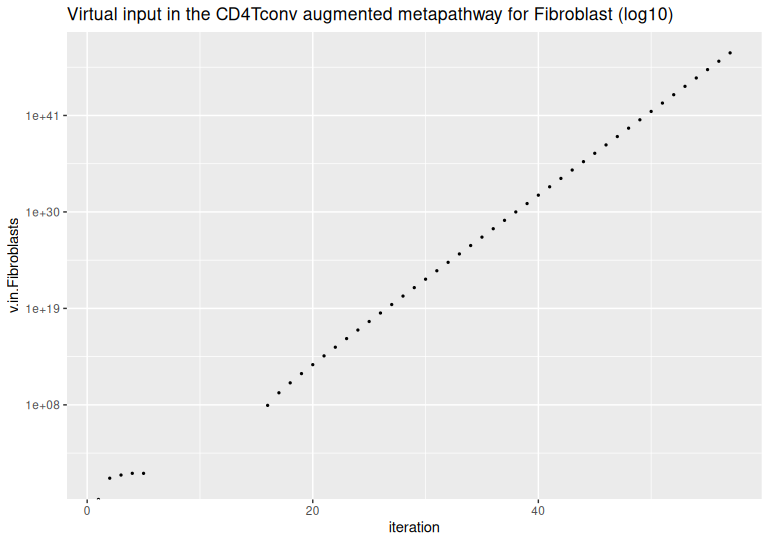 Virtual input in the CD4Tconv augmented metapathway for Fibroblast (log10)
v.in.Fibroblasts
1e+41
1e+30
1e+19
1e+08
0
20
40
iteration